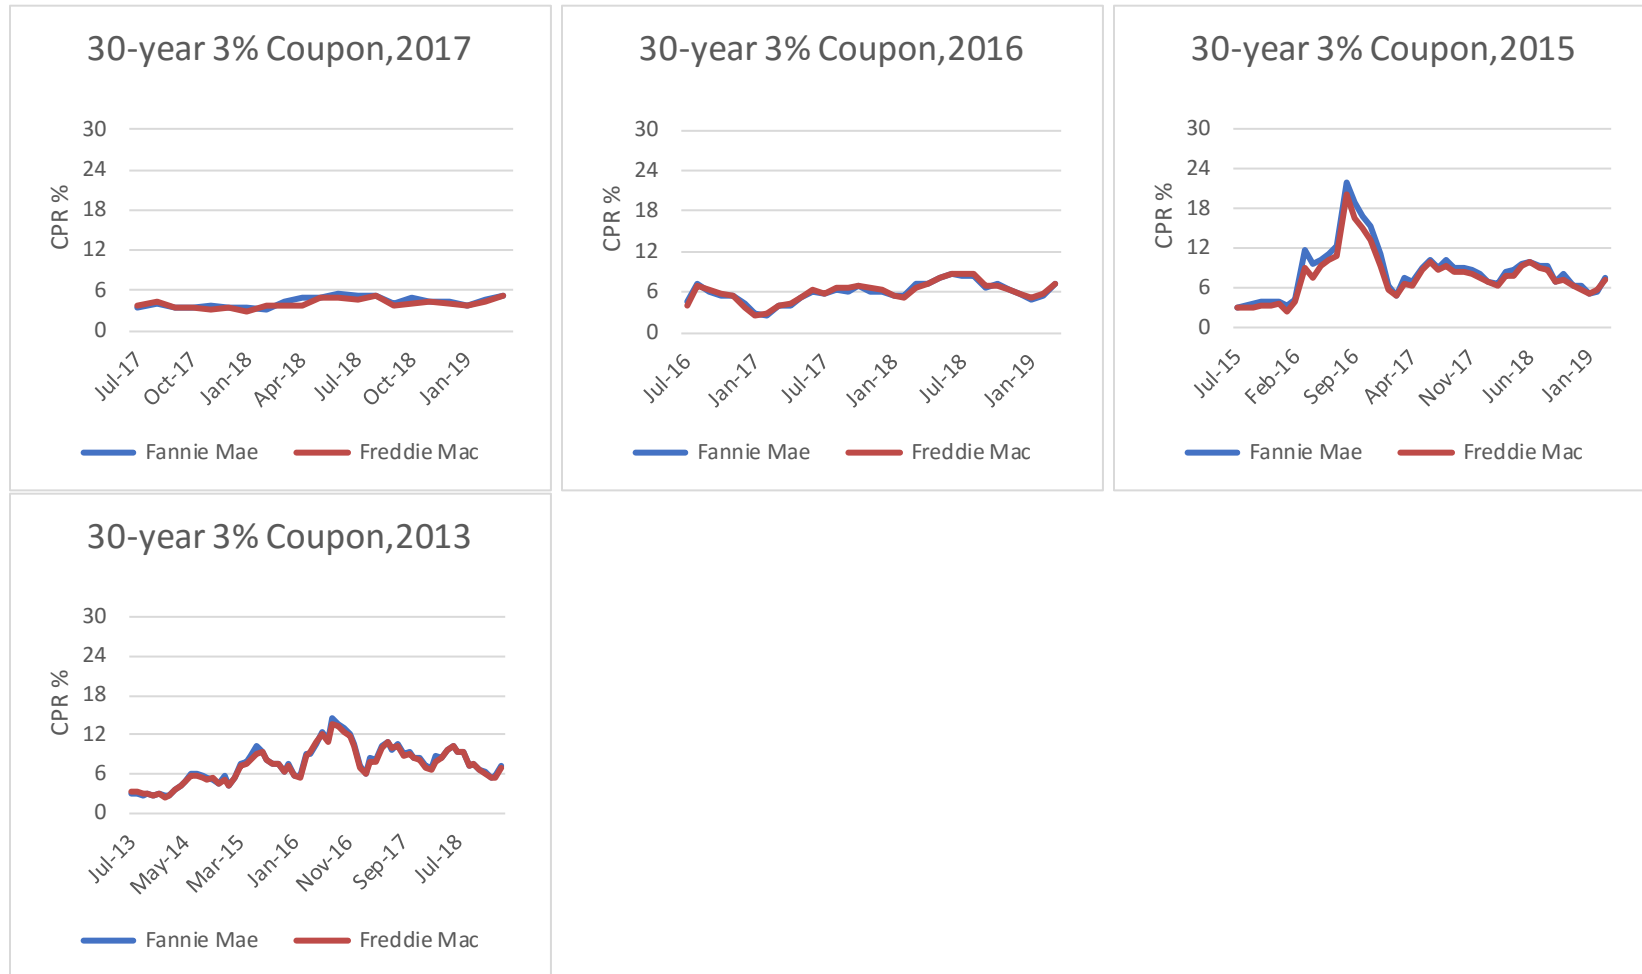 30-year 3% Coupon,2017
CPR %
30
24
18
12
6
0
Jul-17
Oct-17
Jan-18
Apr-18
Jul-18
Oct-18
Jan-19
Fannie Mae
Freddie Mac
30-year 3% Coupon,2016
CPR %
30
24
18
12
6
0
Jul-16
Jan-17
Jul-17
Jan-18
Jul-18
Jan-19
Fannie Mae
Freddie Mac
30-year 3% Coupon,2015
CPR %
30
24
18
12
6
0
Jul-15
Feb-16
Sep-16
Apr-17
Nov-17
Jun-18
Jan-19
Fannie Mae
Freddie Mac
30-year 3% Coupon,2013
CPR %
30
24
18
12
6
0
Jul-13
May-14
Mar-15
Jan-16
Nov-16
Sep-17
Jul-18
Fannie Mae
Freddie Mac